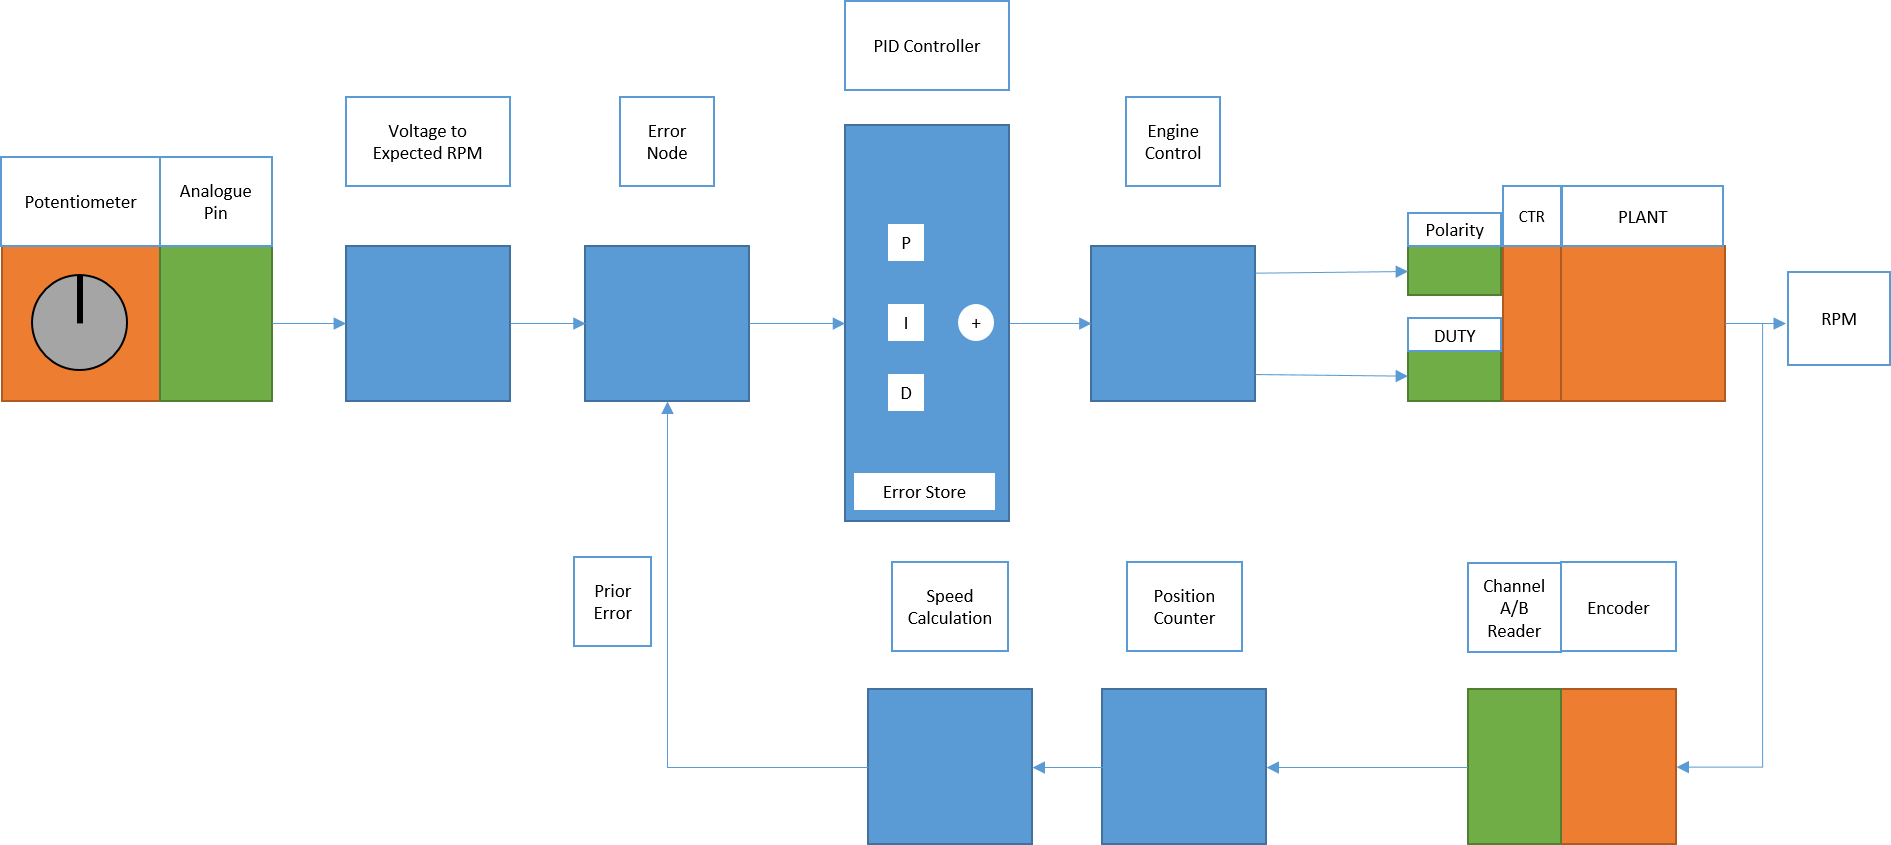 PID Controller
Voltage to
Expected RPM
Error
Node
Engine
Control
Potentiometer
Analogue
Pin
Polarity
CTR
PLANT
P
I
+
D
DUTY
RPM
Error Store
Prior
Error
Speed
Calculation
Position
Counter
Channel
A/B
Reader
Encoder